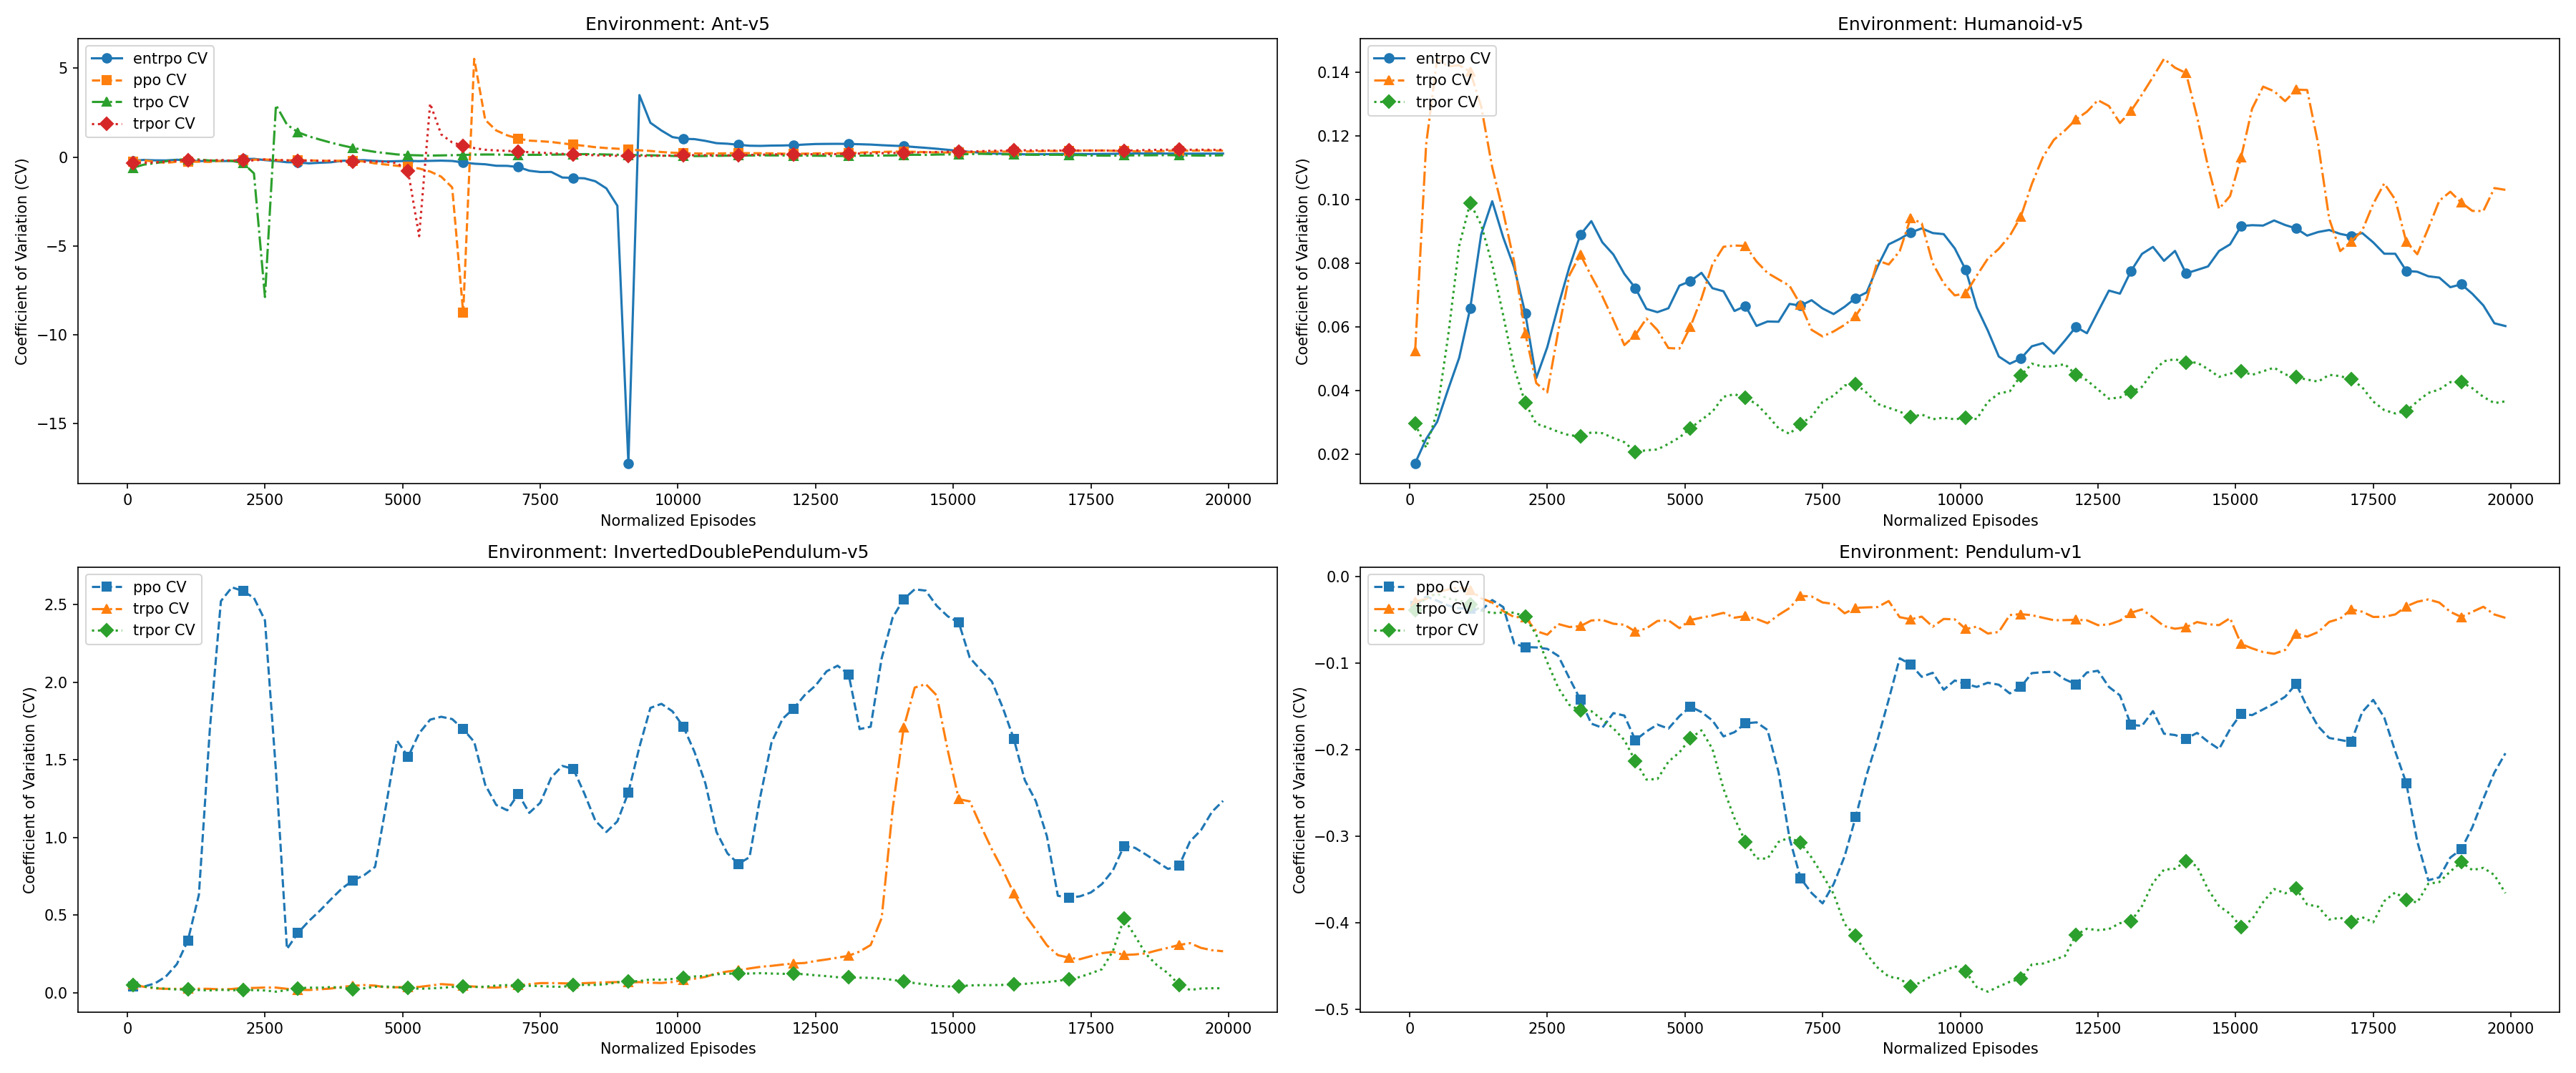 Environment: Ant-v5
entrpo CV
ppo CV
trpo CV
trpor CV
Coefficient of Variation (CV)
5
0
−5
−10
−15
0 2500 5000 7500 10000 12500 15000 17500 20000
Normalized Episodes
Environment: Humanoid-v5
entrpo CV
trpo CV
trpor CV
Coefficient of Variation (CV)
0.14
0.12
0.10
0.08
0.06
0.04
0.02
0 2500 5000 7500 10000 12500 15000 17500 20000
Normalized Episodes
Environment: InvertedDoublePendulum-v5
ppo CV
trpo CV
trpor CV
Coefficient of Variation (CV)
2.5
2.0
1.5
1.0
0.5
0.0
0 2500 5000 7500 10000 12500 15000 17500 20000
Normalized Episodes
Environment: Pendulum-v1
ppo CV
trpo CV
trpor CV
Coefficient of Variation (CV)
0.0
−0.1
−0.2
−0.3
−0.4
−0.5
0 2500 5000 7500 10000 12500 15000 17500 20000
Normalized Episodes